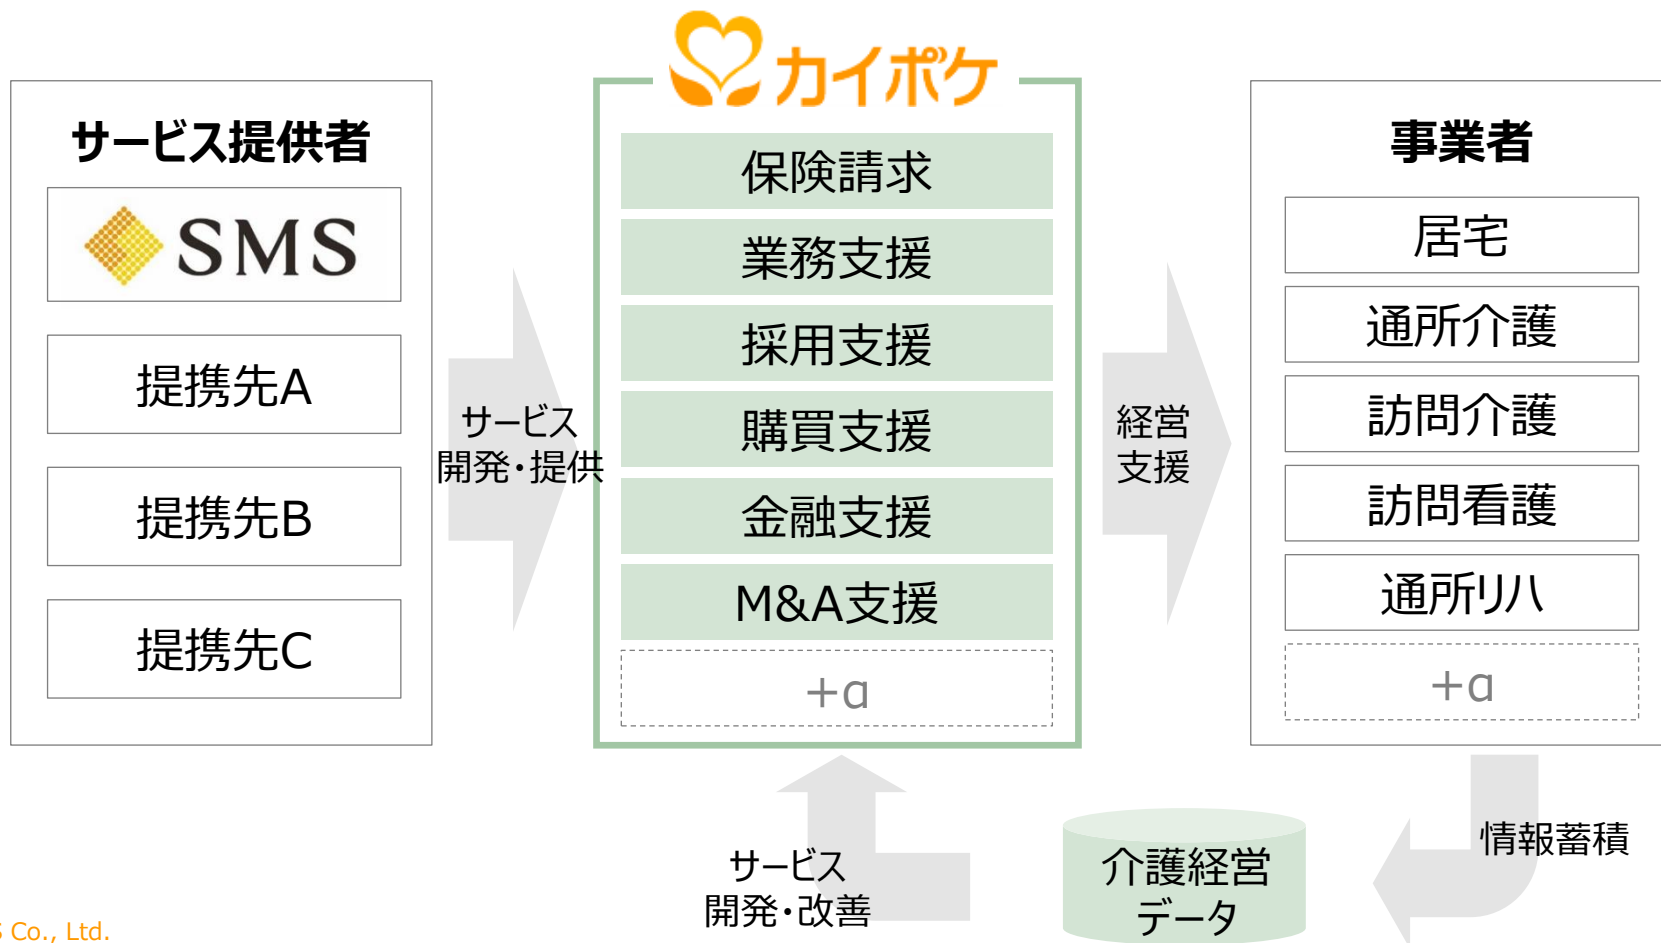 カイポケ
サービス提供者
SMS
提携先A
提携先B
提携先C
サービス
開発・提供
保険請求
業務支援
採用支援
購買支援
金融支援
M&A支援
+α
経営
支援
事業者
居宅
通所介護
訪問介護
訪問看護
通所リハ
+α
情報蓄積
介護経営
データ
サービス
開発・改善
S Co., Ltd.